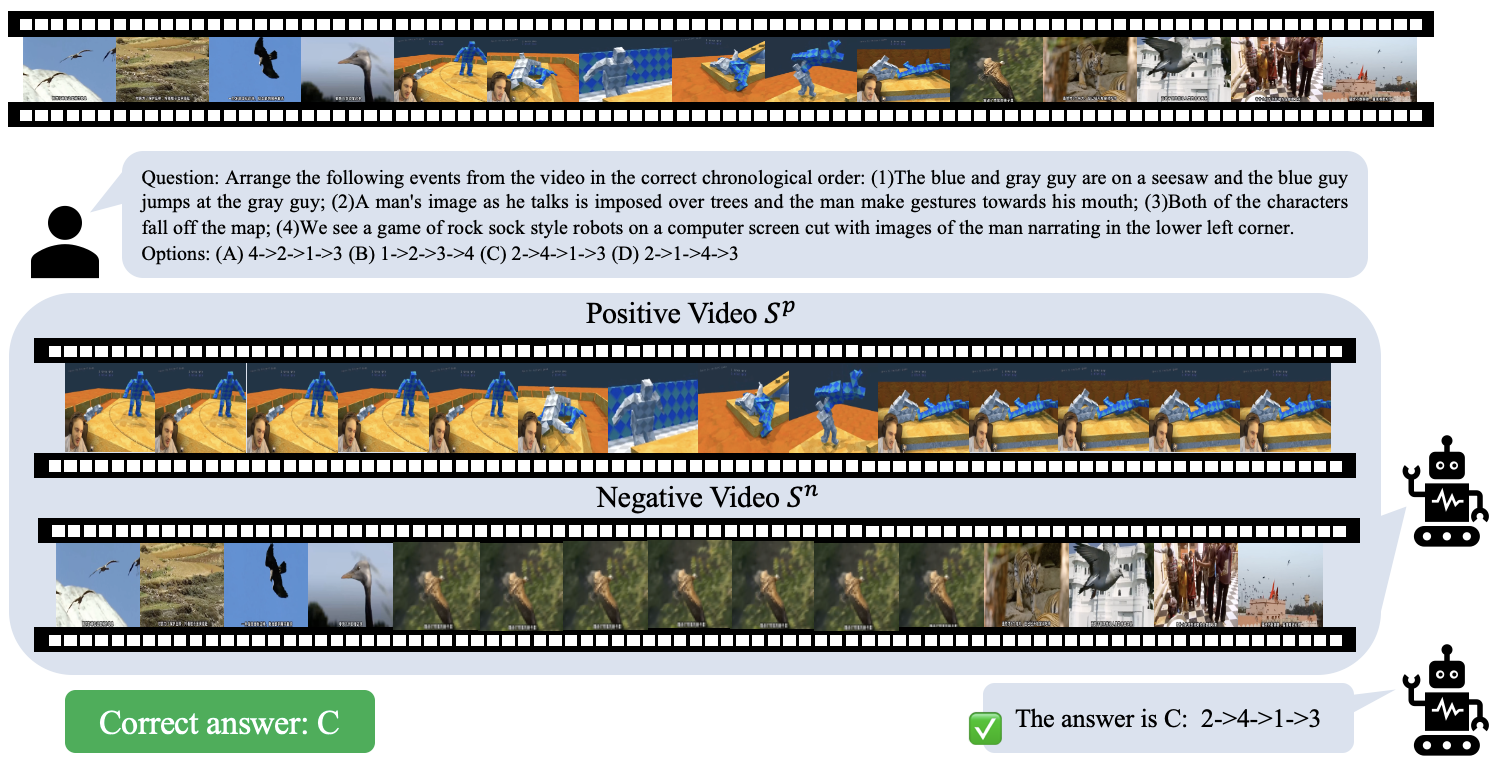 Question: Arrange the following events from the video in the correct chronological order: (1)The blue and gray guy are on a seesaw and the blue guy
jumps at the gray guy; (2)A man's image as he talks is imposed over trees and the man make gestures towards his mouth; (3)Both of the characters
fall off the map; (4)We see a game of rock sock style robots on a computer screen cut with images of the man narrating in the lower left corner.
Options: (A) 4->2->1->3 (B) 1->2->3->4 (C) 2->4->1->3 (D) 2->1->4->3
Positive Video Sᵖ
Negative Video Sⁿ
Correct answer: C
The answer is C: 2->4->1->3